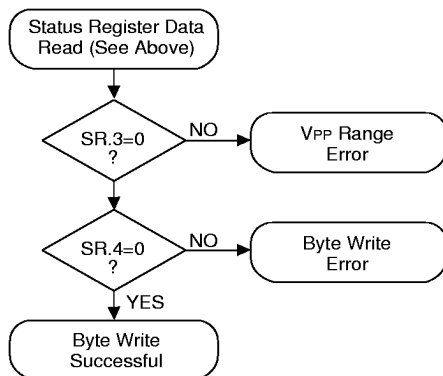 Status Register Data
Read (See Above)
SR.3=0
?
NO
VPP Range
Error
SR.4=0
?
NO
Byte Write
Error
YES
Byte Write
Successful